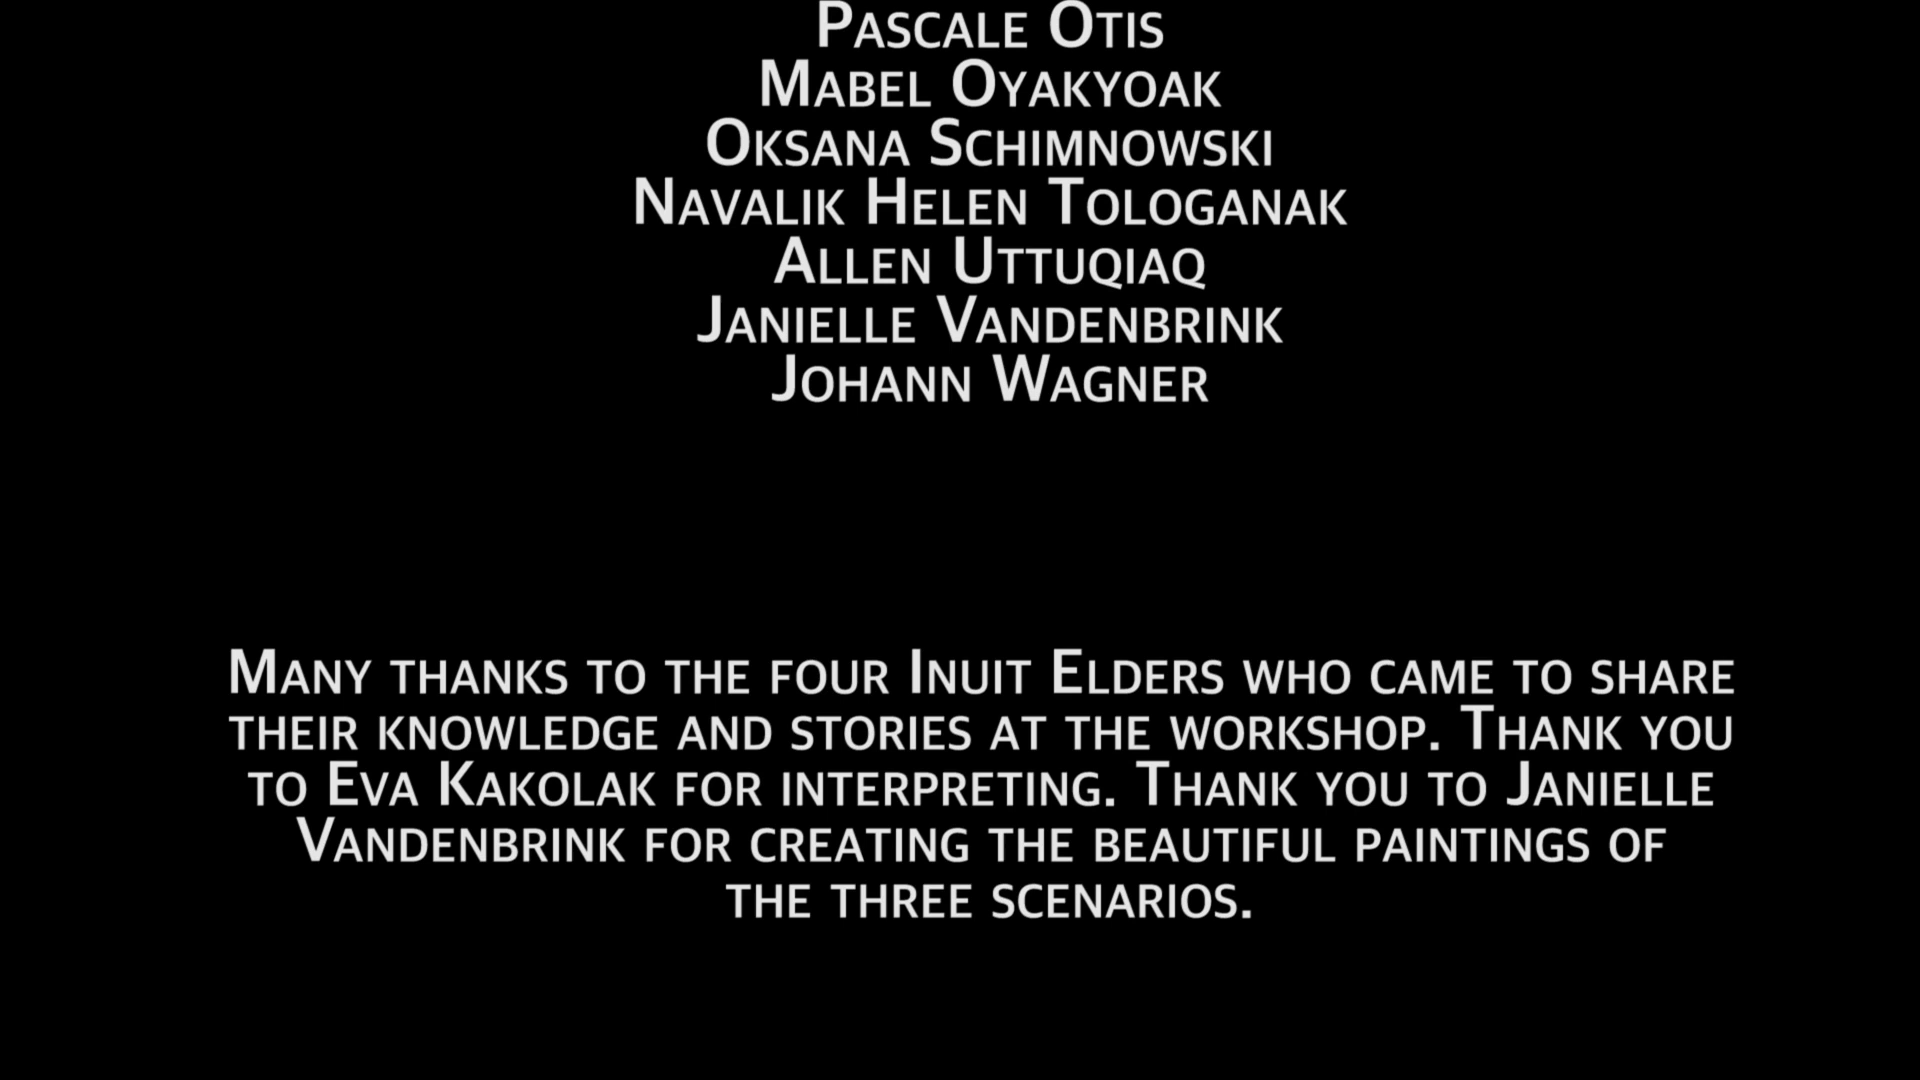 Pascale Otis
Mabel Oyakyoak
Oksana Schimnowski
Navalik Helen Tologanak
Allen Uttuqiaq
Janielle Vandenbrink
Johann Wagner
Many thanks to the four Inuit Elders who came to share
their knowledge and stories at the workshop. Thank you
to Eva Kakolak for interpreting. Thank you to Janielle
Vandenbrink for creating the beautiful paintings of
the three scenarios.